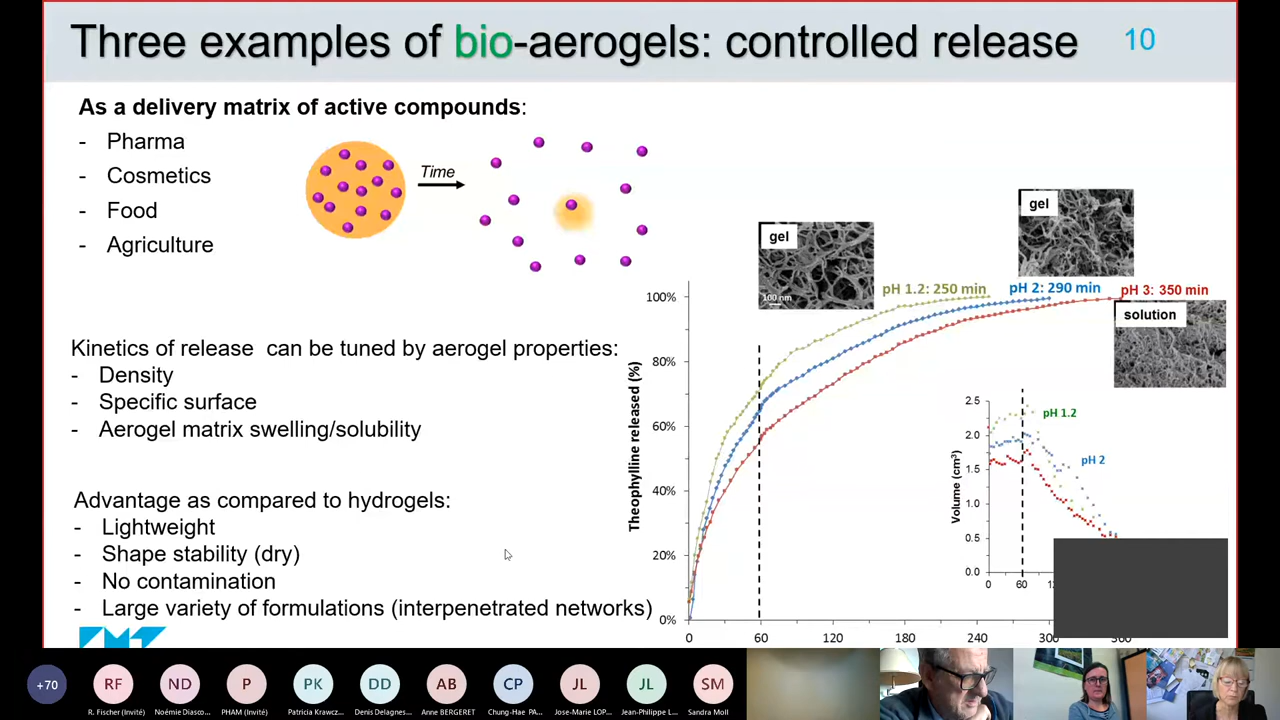 Three examples of bio-aerogels: controlled release
10
As a delivery matrix of active compounds:
- Pharma
- Cosmetics
- Food
- Agriculture
Time
Kinetics of release can be tuned by aerogel properties:
- Density
- Specific surface
- Aerogel matrix swelling/solubility
Advantage as compared to hydrogels:
- Lightweight
- Shape stability (dry)
- No contamination
- Large variety of formulations (interpenetrated networks)
gel
100 nm
gel
solution
pH 1.2: 250 min
pH 2: 290 min
pH 3: 350 min
Theophylline released (%)
100%
80%
60%
40%
20%
0%
0 60 120 180 240 300 360
Volume (cm³)
2.5
2.0
1.5
1.0
0.5
0.0
0 60
pH 1.2
pH 2
+70
RF
ND
P
PK
DD
AB
CP
JL
JL
SM
R. Fischer (Invité)
Noémie Diasco...
PHAM (Invité)
Patricia Krawcz...
Denis Delagnes...
Anne BERGERET
Chung-Hae PA...
Jose-Marie LOP...
Jean-Philippe L...
Sandra Moll